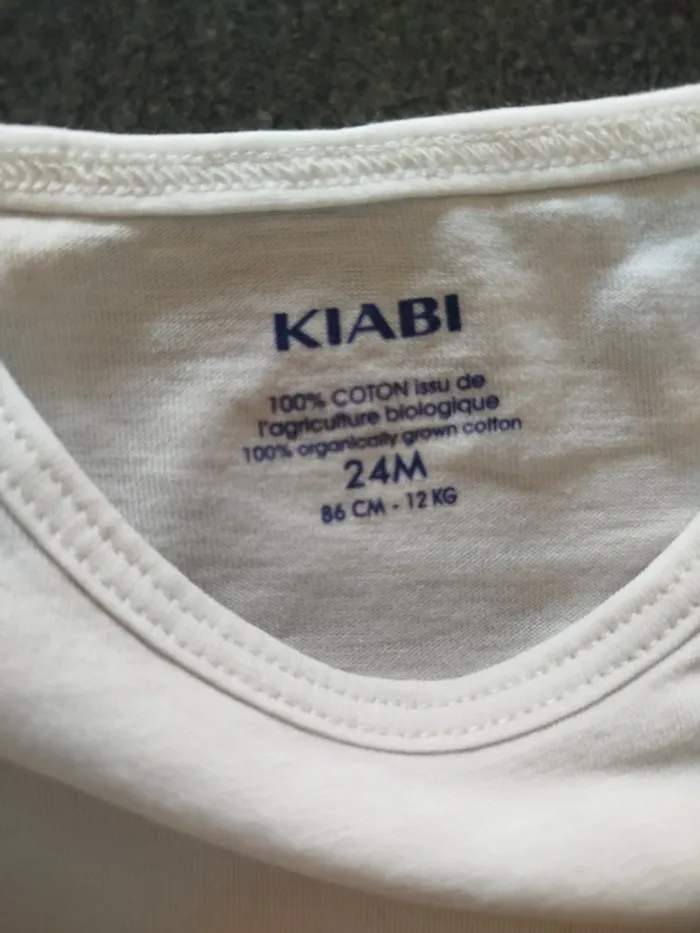 KIABI
100% COTON issu de
l'agriculture biologique
100% organically grown cotton
24M
86 CM - 12 KG